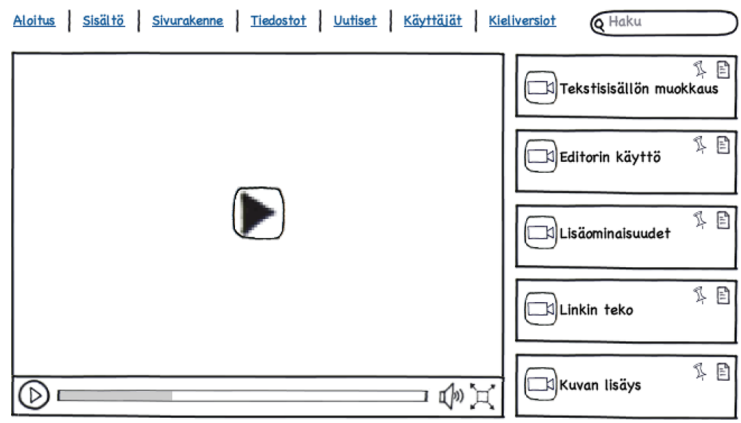 Aloitus | Sisältö | Sivurakenne | Tiedostot | Uutiset | Käyttäjät | Kieliversiot
Haku
Tekstisisällön muokkaus
Editorin käyttö
Lisäominaisuudet
Linkin teko
Kuvan lisäys